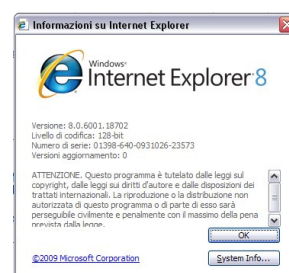 Informazioni su Internet Explorer
Windows®
Internet Explorer 8
Versione: 8.0.6001.18702
Livello di codifica: 128-bit
Numero di serie: 01398-640-0931026-23573
Versioni aggiornamento: 0
ATTENZIONE. Questo programma è tutelato dalle leggi sul
copyright, dalle leggi sui diritti d'autore e dalle disposizioni dei
trattati internazionali. La riproduzione o la distribuzione non
autorizzata di questo programma o di parte di esso sarà
perseguibile civilmente e penalmente con il massimo della pena
prevista dalla legge.
OK
©2009 Microsoft Corporation
System Info...